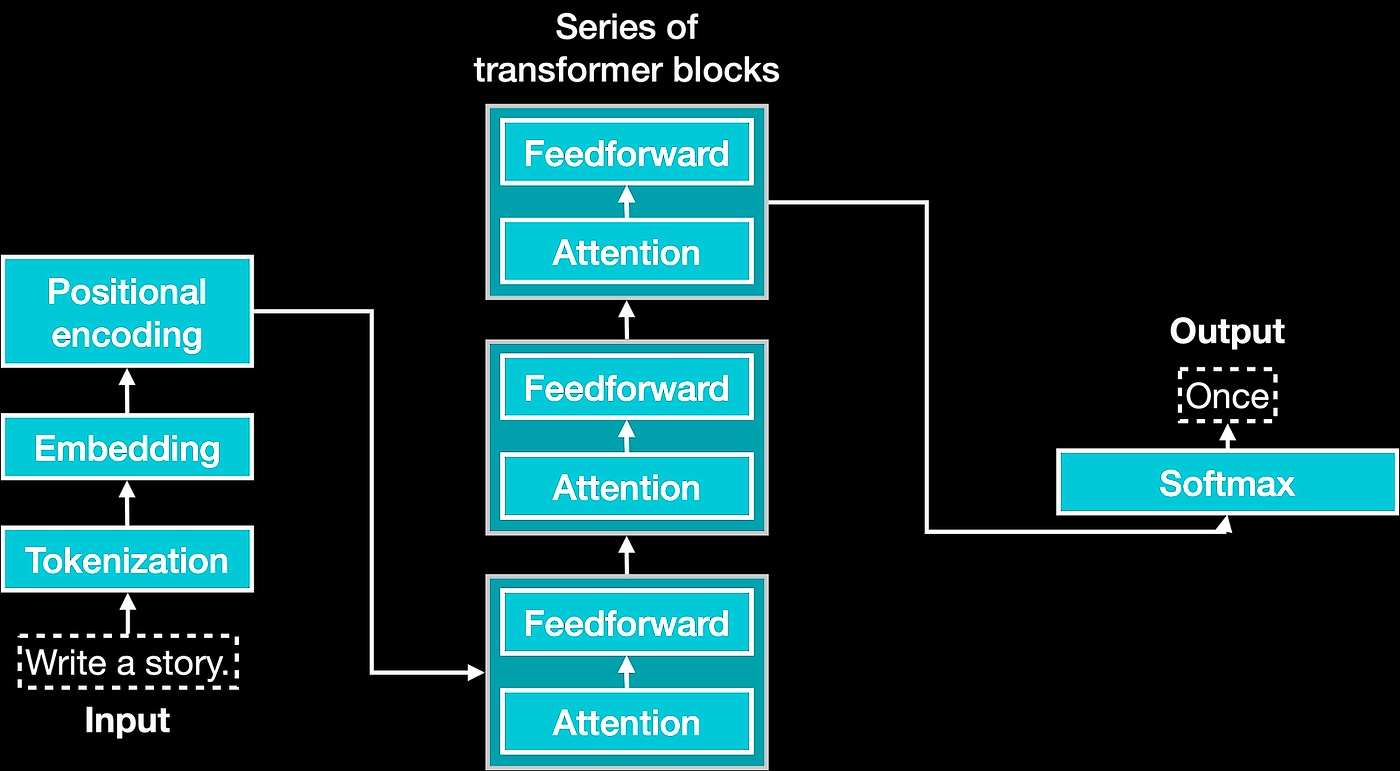 Series of
transformer blocks
Feedforward
Attention
Feedforward
Attention
Feedforward
Attention
Positional
encoding
Embedding
Tokenization
Write a story.
Input
Output
Once
Softmax